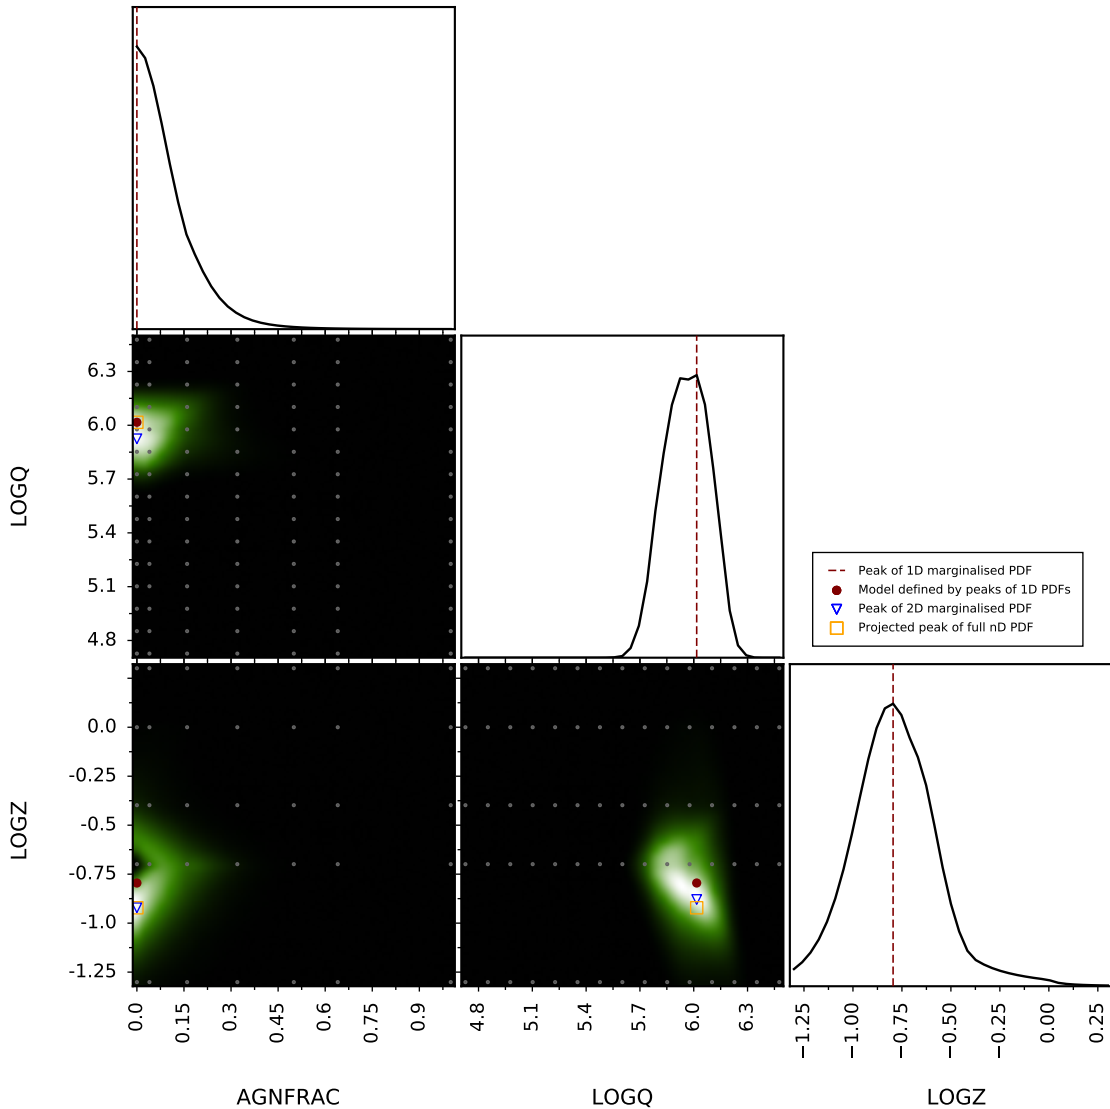 6.3
6.0
5.7
5.4
5.1
4.8
LOGQ
Peak of 1D marginalised PDF
Model defined by peaks of 1D PDFs
Peak of 2D marginalised PDF
Projected peak of full nD PDF
0.0
-0.25
-0.5
-0.75
-1.0
-1.25
LOGZ
0.0 0.15 0.3 0.45 0.6 0.75 0.9
4.8 5.1 5.4 5.7 6.0 6.3
−1.25 −1.00 −0.75 −0.50 −0.25 0.00 0.25
AGNFRAC LOGQ LOGZ